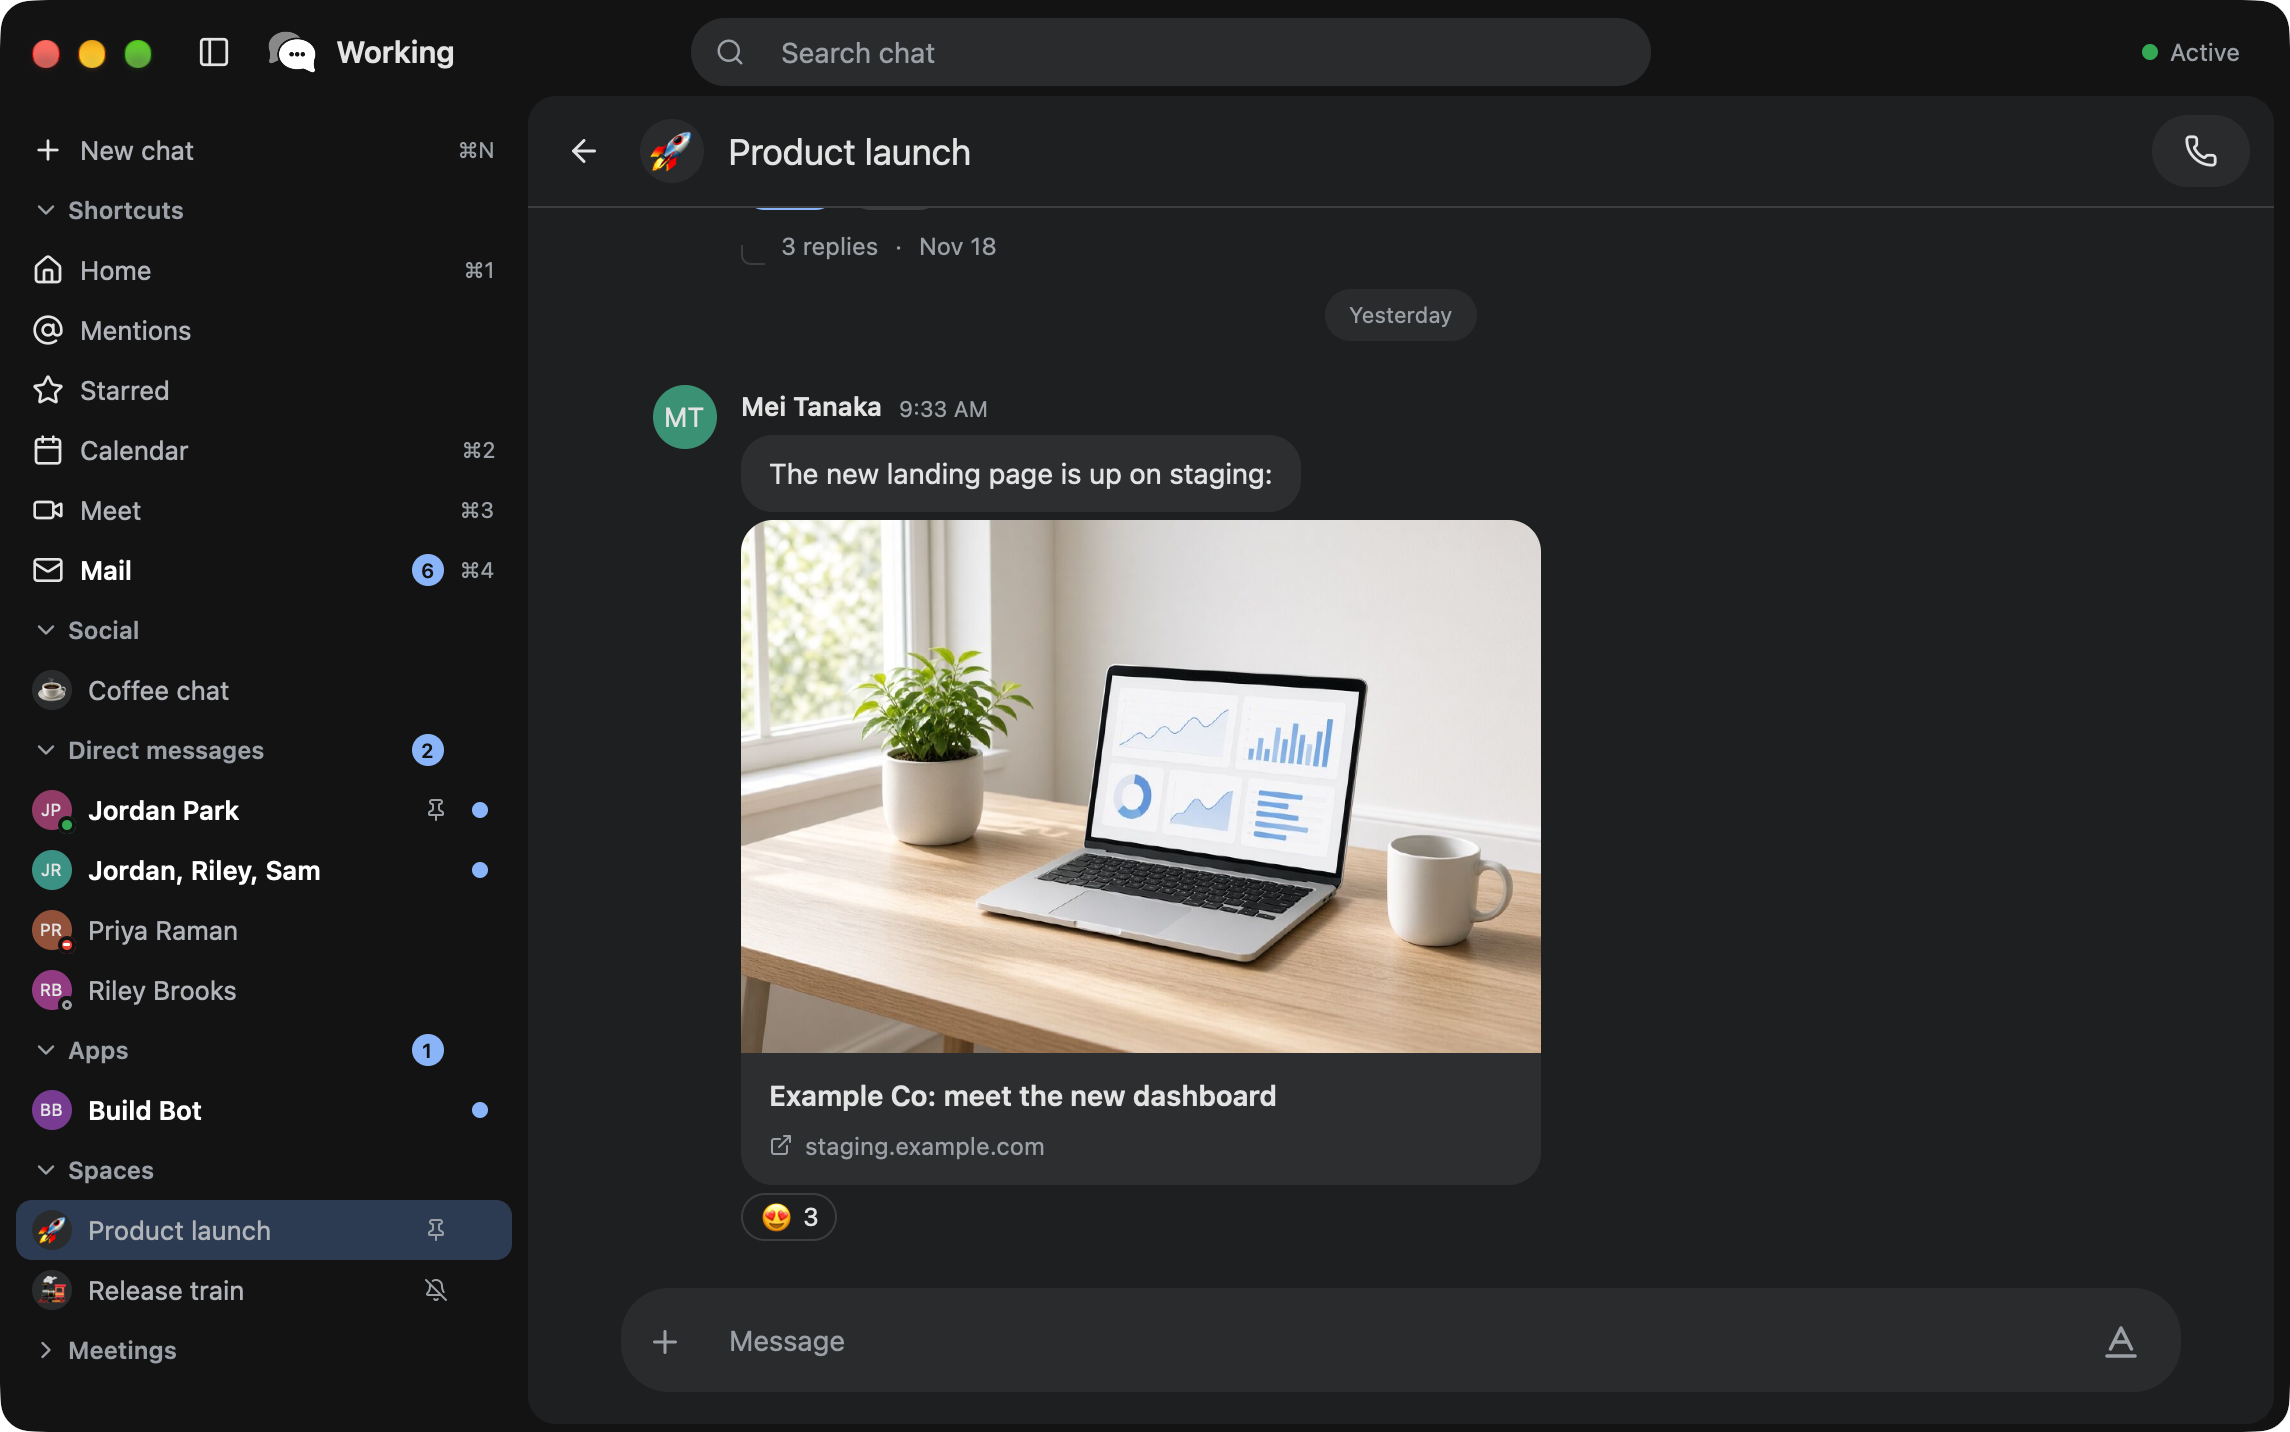 Working
Search chat
Active
New chat ⌘N
Shortcuts
Home ⌘1
Mentions
Starred
Calendar ⌘2
Meet ⌘3
Mail 6 ⌘4
Social
Coffee chat
Direct messages 2
JP Jordan Park
JR Jordan, Riley, Sam
PR Priya Raman
RB Riley Brooks
Apps 1
BB Build Bot
Spaces
Product launch
Release train
Meetings
Product launch
3 replies · Nov 18
Yesterday
MT Mei Tanaka 9:33 AM
The new landing page is up on staging:
Example Co: meet the new dashboard
staging.example.com
😍 3
Message